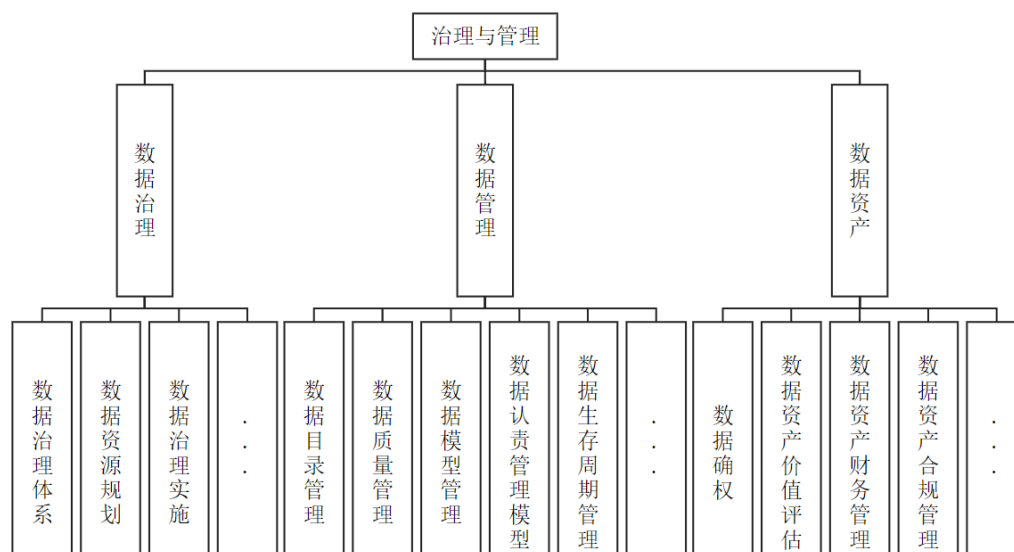 治理与管理
数据治理
数据管理
数据资产
数据治理体系
数据资源规划
数据治理实施
...
数据目录管理
数据质量管理
数据模型管理
数据认责管理模型
数据生存周期管理
...
数据确权
数据资产价值评估
数据资产财务管理
数据资产合规管理
...